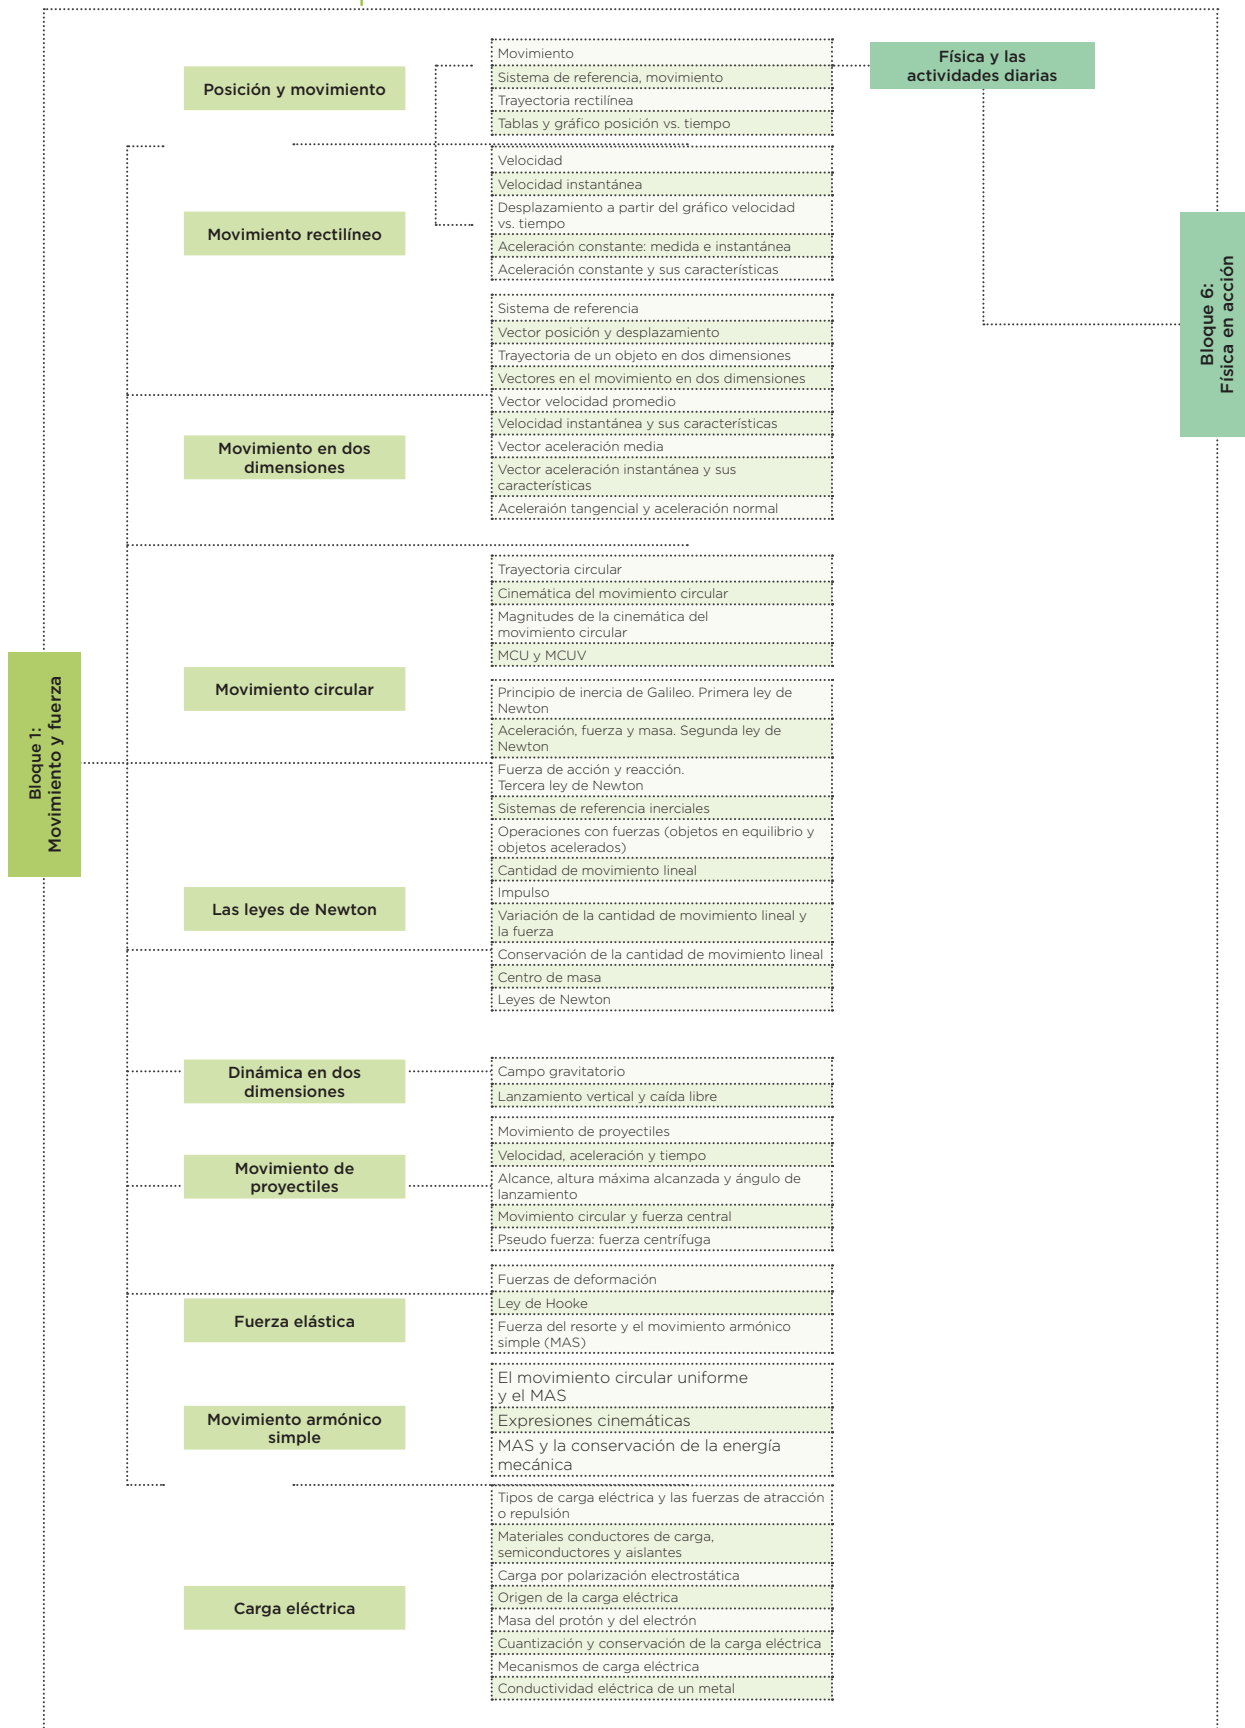 Posición y movimiento
Movimiento
Sistema de referencia, movimiento
Trayectoria rectilínea
Tablas y gráfico posición vs. tiempo
Física y las
actividades diarias
Movimiento rectilíneo
Velocidad
Velocidad instantánea
Desplazamiento a partir del gráfico velocidad
vs. tiempo
Aceleración constante: medida e instantánea
Aceleración constante y sus características
Bloque 6:
Física en acción
Movimiento en dos
dimensiones
Sistema de referencia
Vector posición y desplazamiento
Trayectoria de un objeto en dos dimensiones
Vectores en el movimiento en dos dimensiones
Vector velocidad promedio
Velocidad instantánea y sus características
Vector aceleración media
Vector aceleración instantánea y sus
características
Aceleraión tangencial y aceleración normal
Bloque 1:
Movimiento y fuerza
Movimiento circular
Trayectoria circular
Cinemática del movimiento circular
Magnitudes de la cinemática del
movimiento circular
MCU y MCUV
Las leyes de Newton
Principio de inercia de Galileo. Primera ley de
Newton
Aceleración, fuerza y masa. Segunda ley de
Newton
Fuerza de acción y reacción.
Tercera ley de Newton
Sistemas de referencia inerciales
Operaciones con fuerzas (objetos en equilibrio y
objetos acelerados)
Cantidad de movimiento lineal
Impulso
Variación de la cantidad de movimiento lineal y
la fuerza
Conservación de la cantidad de movimiento lineal
Centro de masa
Leyes de Newton
Dinámica en dos
dimensiones
Campo gravitatorio
Lanzamiento vertical y caída libre
Movimiento de
proyectiles
Movimiento de proyectiles
Velocidad, aceleración y tiempo
Alcance, altura máxima alcanzada y ángulo de
lanzamiento
Movimiento circular y fuerza central
Pseudo fuerza: fuerza centrífuga
Fuerza elástica
Fuerzas de deformación
Ley de Hooke
Fuerza del resorte y el movimiento armónico
simple (MAS)
Movimiento armónico
simple
El movimiento circular uniforme
y el MAS
Expresiones cinemáticas
MAS y la conservación de la energía
mecánica
Carga eléctrica
Tipos de carga eléctrica y las fuerzas de atracción
o repulsión
Materiales conductores de carga,
semiconductores y aislantes
Carga por polarización electrostática
Origen de la carga eléctrica
Masa del protón y del electrón
Cuantización y conservación de la carga eléctrica
Mecanismos de carga eléctrica
Conductividad eléctrica de un metal